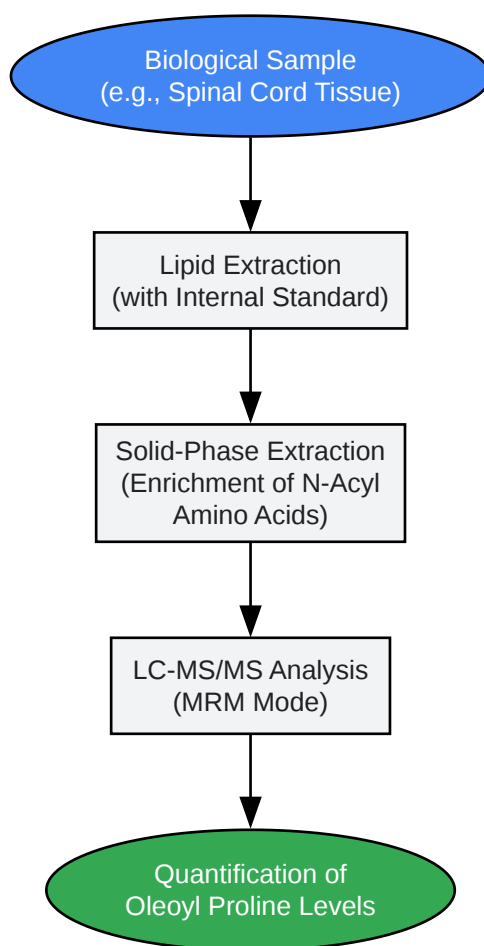 Biological Sample
(e.g., Spinal Cord Tissue)
Lipid Extraction
(with Internal Standard)
Solid-Phase Extraction
(Enrichment of N-Acyl
Amino Acids)
LC-MS/MS Analysis
(MRM Mode)
Quantification of
Oleoyl Proline Levels